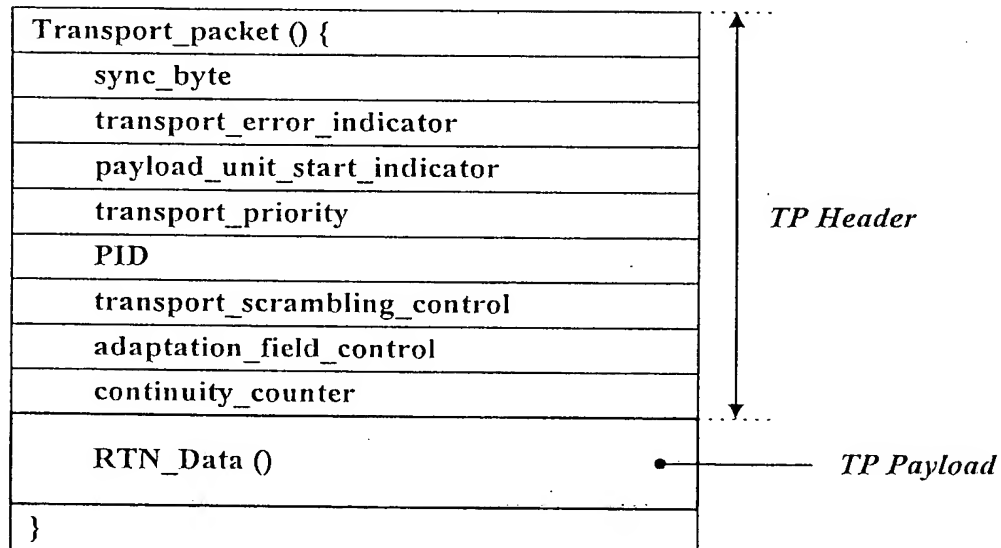 Transport_packet () {
sync_byte
transport_error_indicator
payload_unit_start_indicator
transport_priority
PID
transport_scrambling_control
adaptation_field_control
continuity_counter
TP Header
RTN_Data ()
TP Payload
}